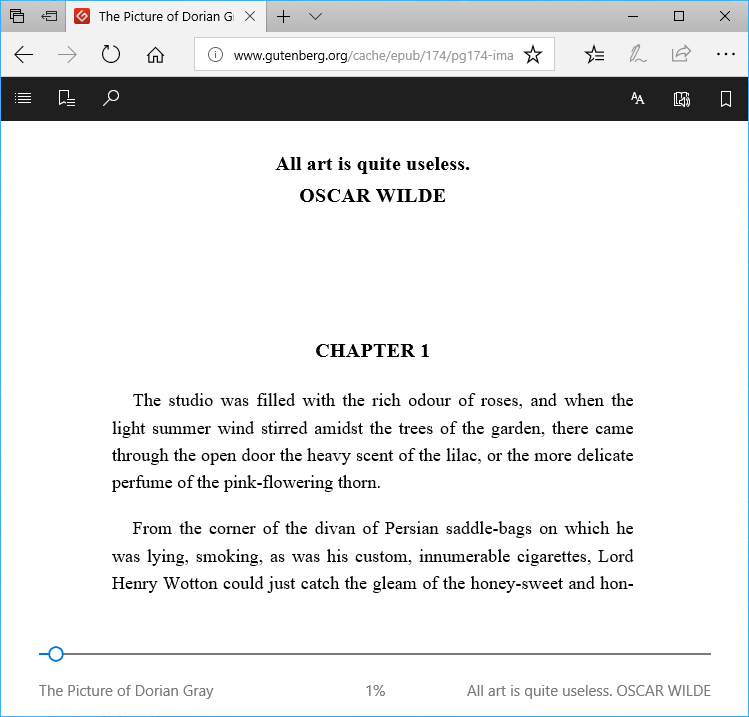 The Picture of Dorian G
www.gutenberg.org/cache/epub/174/pg174-ima
All art is quite useless.
OSCAR WILDE
CHAPTER 1
The studio was filled with the rich odour of roses, and when the
light summer wind stirred amidst the trees of the garden, there came
through the open door the heavy scent of the lilac, or the more delicate
perfume of the pink-flowering thorn.
From the corner of the divan of Persian saddle-bags on which he
was lying, smoking, as was his custom, innumerable cigarettes, Lord
Henry Wotton could just catch the gleam of the honey-sweet and hon-
The Picture of Dorian Gray 1% All art is quite useless. OSCAR WILDE